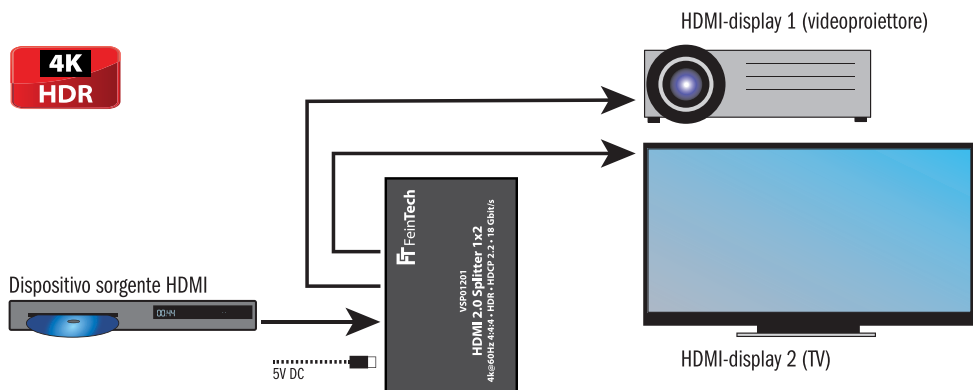 HDMI-display 1 (videoproiettore)
4K
HDR
FT FeinTech
VSP01201
HDMI 2.0 Splitter 1x2
4k@60Hz 4:4:4 • HDR • HDCP 2.2 • 18 Gbit/s
Dispositivo sorgente HDMI
00:44
5V DC
HDMI-display 2 (TV)